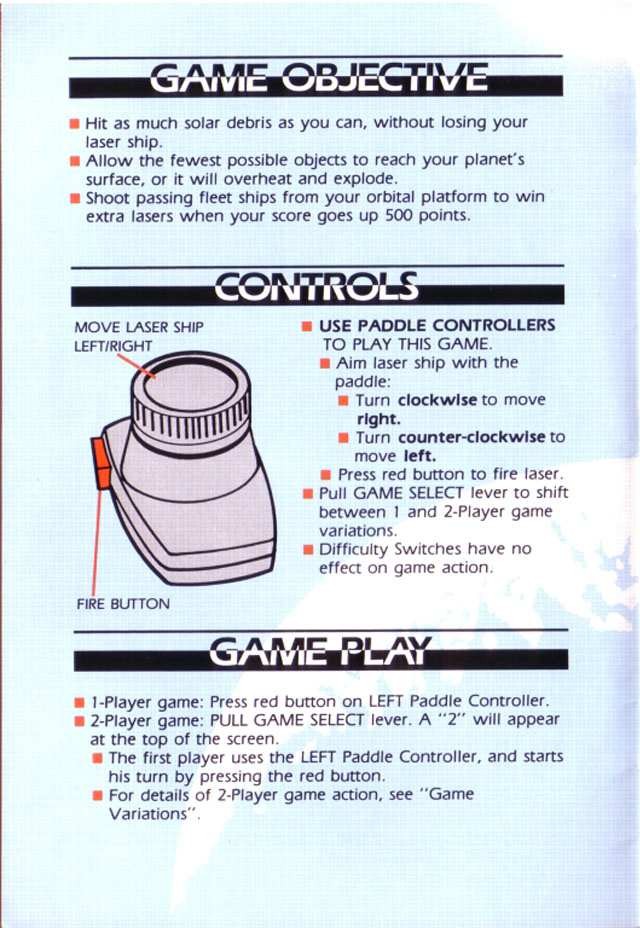 GAME OBJECTIVE
■ Hit as much solar debris as you can, without losing your
laser ship.
■ Allow the fewest possible objects to reach your planet's
surface, or it will overheat and explode.
■ Shoot passing fleet ships from your orbital platform to win
extra lasers when your score goes up 500 points.
CONTROLS
MOVE LASER SHIP
LEFT/RIGHT
FIRE BUTTON
■ USE PADDLE CONTROLLERS
TO PLAY THIS GAME.
■ Aim laser ship with the
paddle:
■ Turn clockwise to move
right.
■ Turn counter-clockwise to
move left.
■ Press red button to fire laser.
■ Pull GAME SELECT lever to shift
between 1 and 2-Player game
variations.
■ Difficulty Switches have no
effect on game action.
GAME PLAY
■ 1-Player game: Press red button on LEFT Paddle Controller.
■ 2-Player game: PULL GAME SELECT lever. A "2" will appear
at the top of the screen.
■ The first player uses the LEFT Paddle Controller, and starts
his turn by pressing the red button.
■ For details of 2-Player game action, see "Game
Variations".